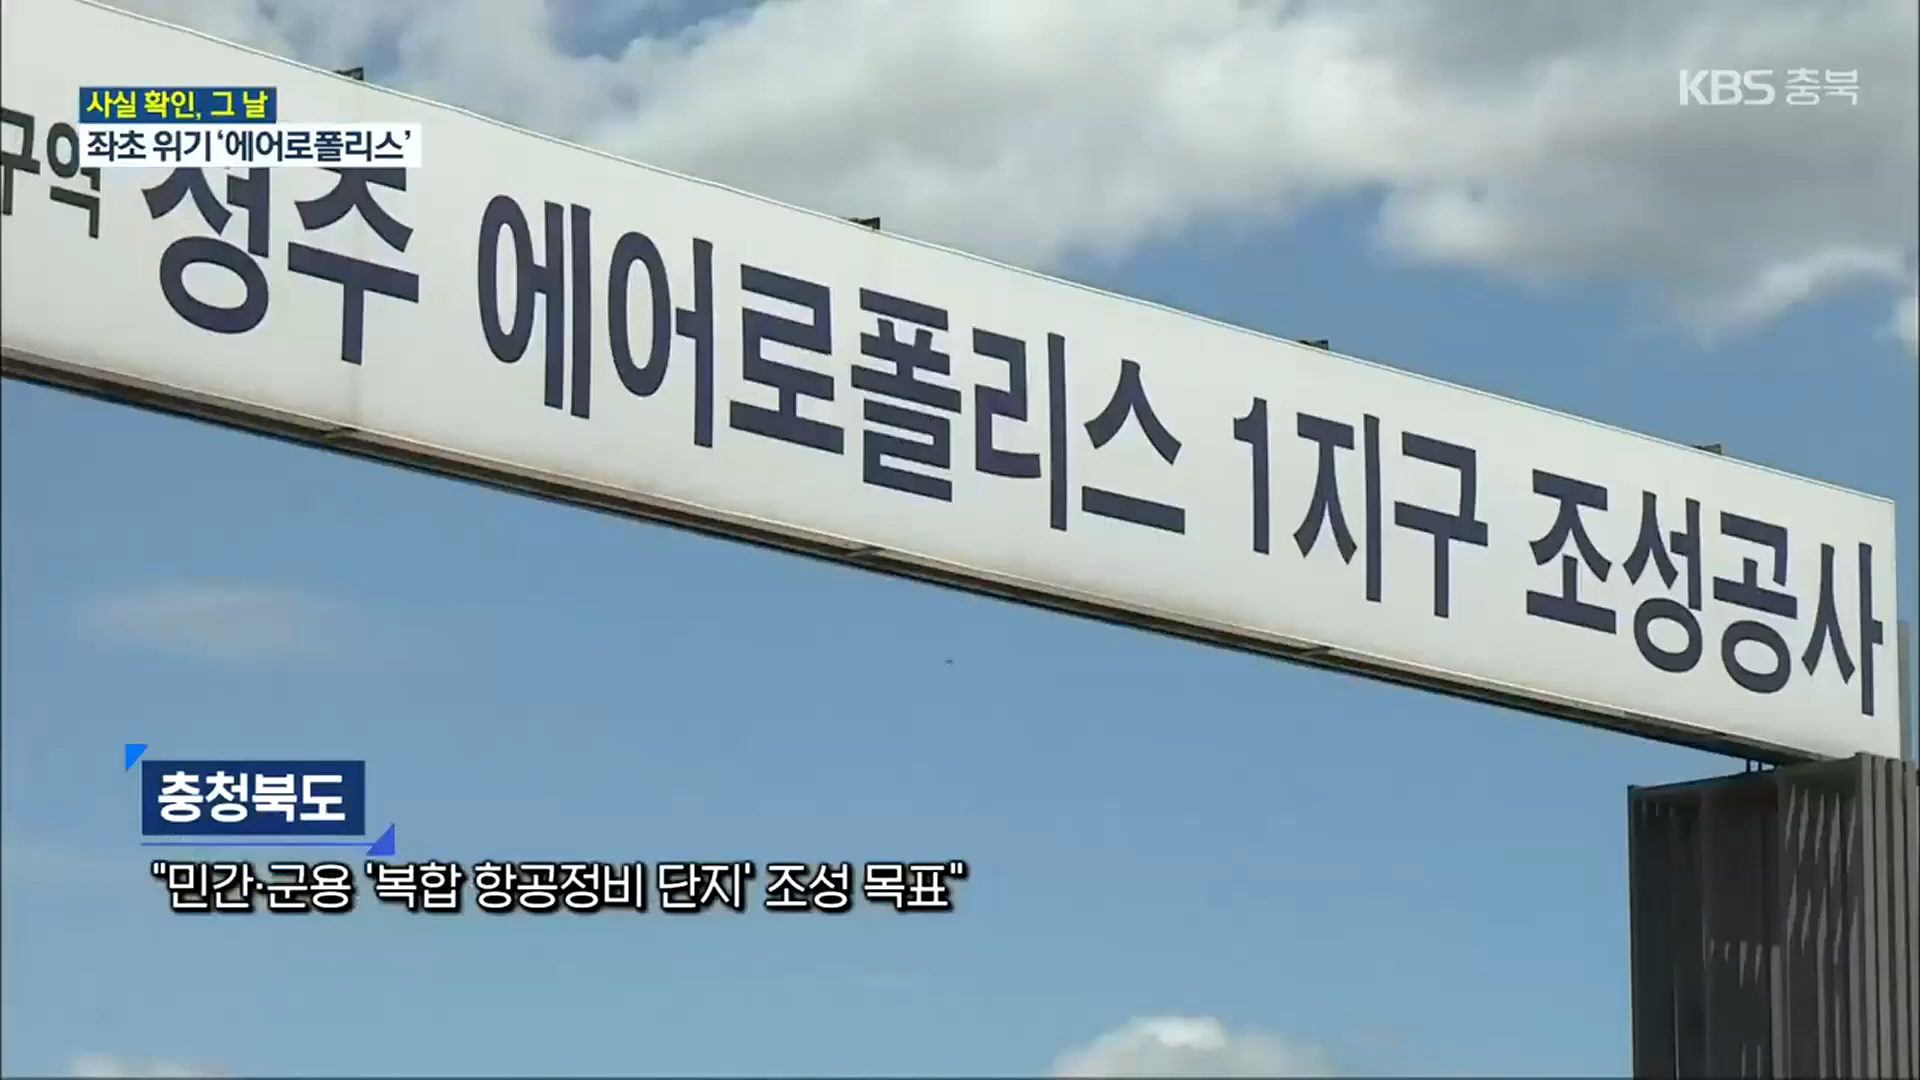 사실 확인, 그 날
좌초 위기 ‘에어로폴리스’
KBS 충북
구역 청주 에어로폴리스 1지구 조성공사
충청북도
"민간·군용 '복합 항공정비 단지' 조성 목표"